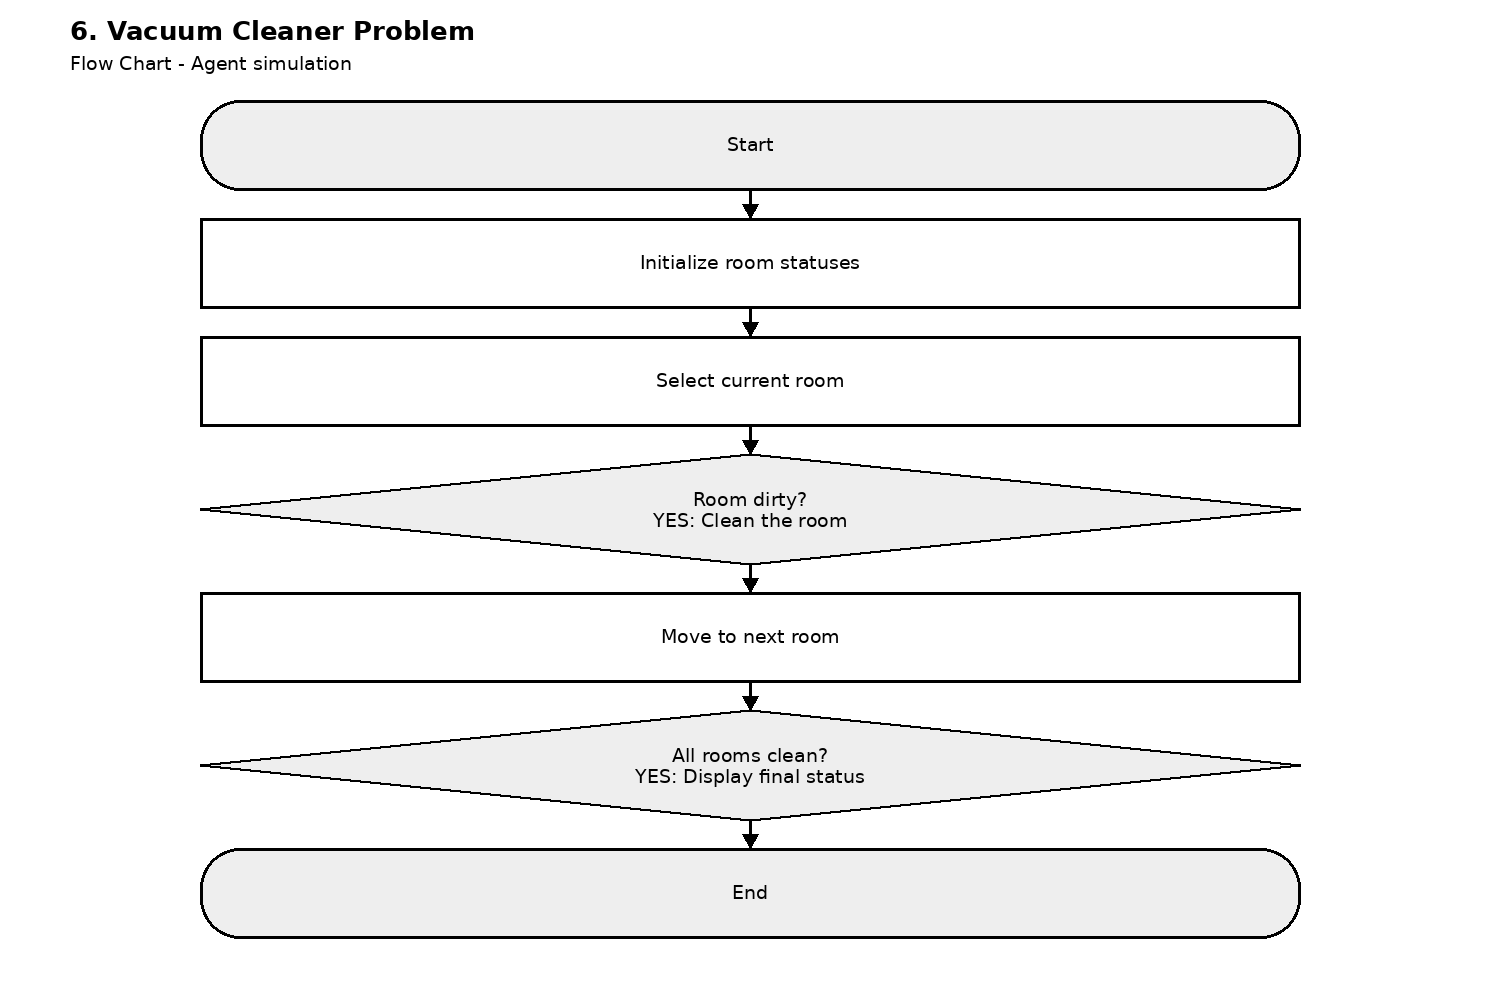 6. Vacuum Cleaner Problem
Flow Chart - Agent simulation
Start
Initialize room statuses
Select current room
Room dirty?
YES: Clean the room
Move to next room
All rooms clean?
YES: Display final status
End